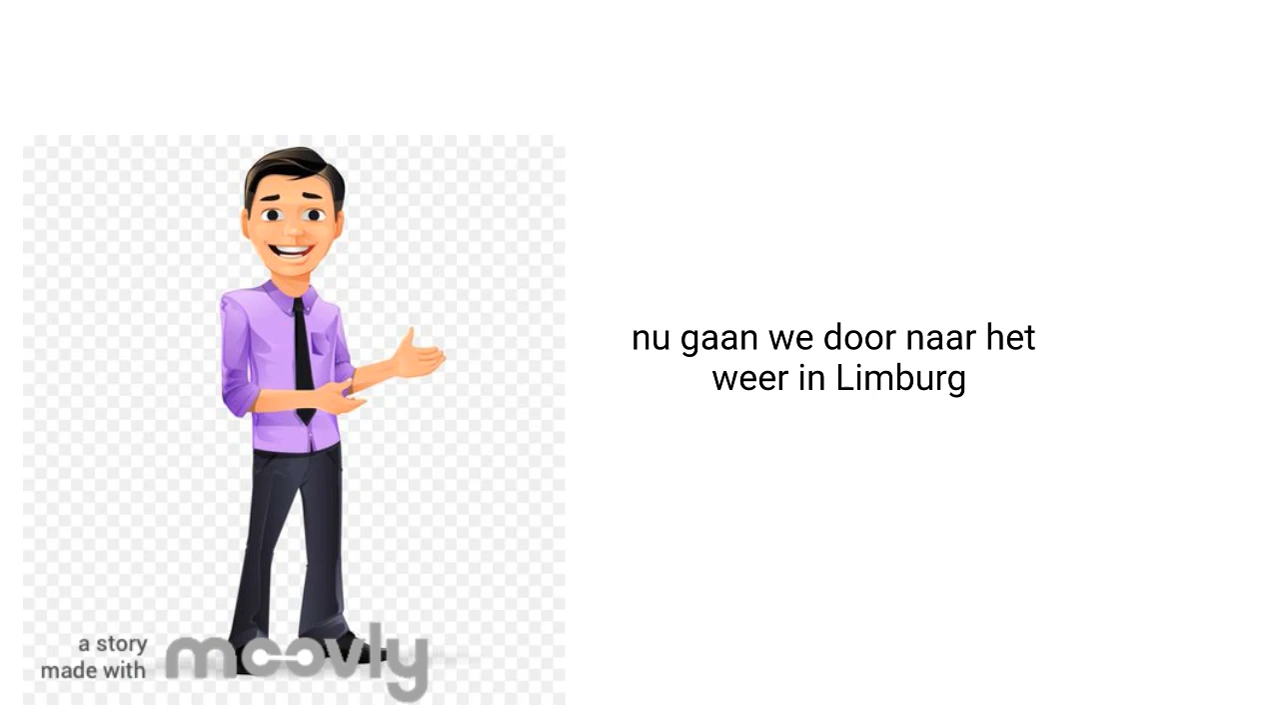 nu gaan we door naar het
weer in Limburg
a story
made with
moovly